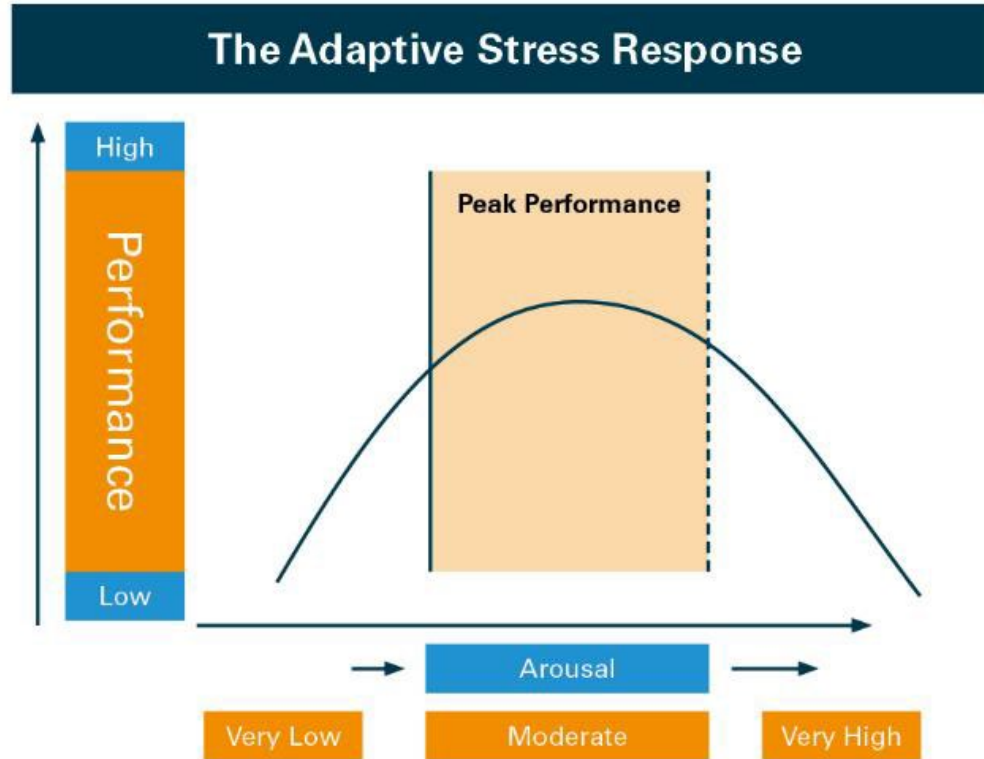 The Adaptive Stress Response
High
Performance
Low
Peak Performance
Arousal
Very Low
Moderate
Very High